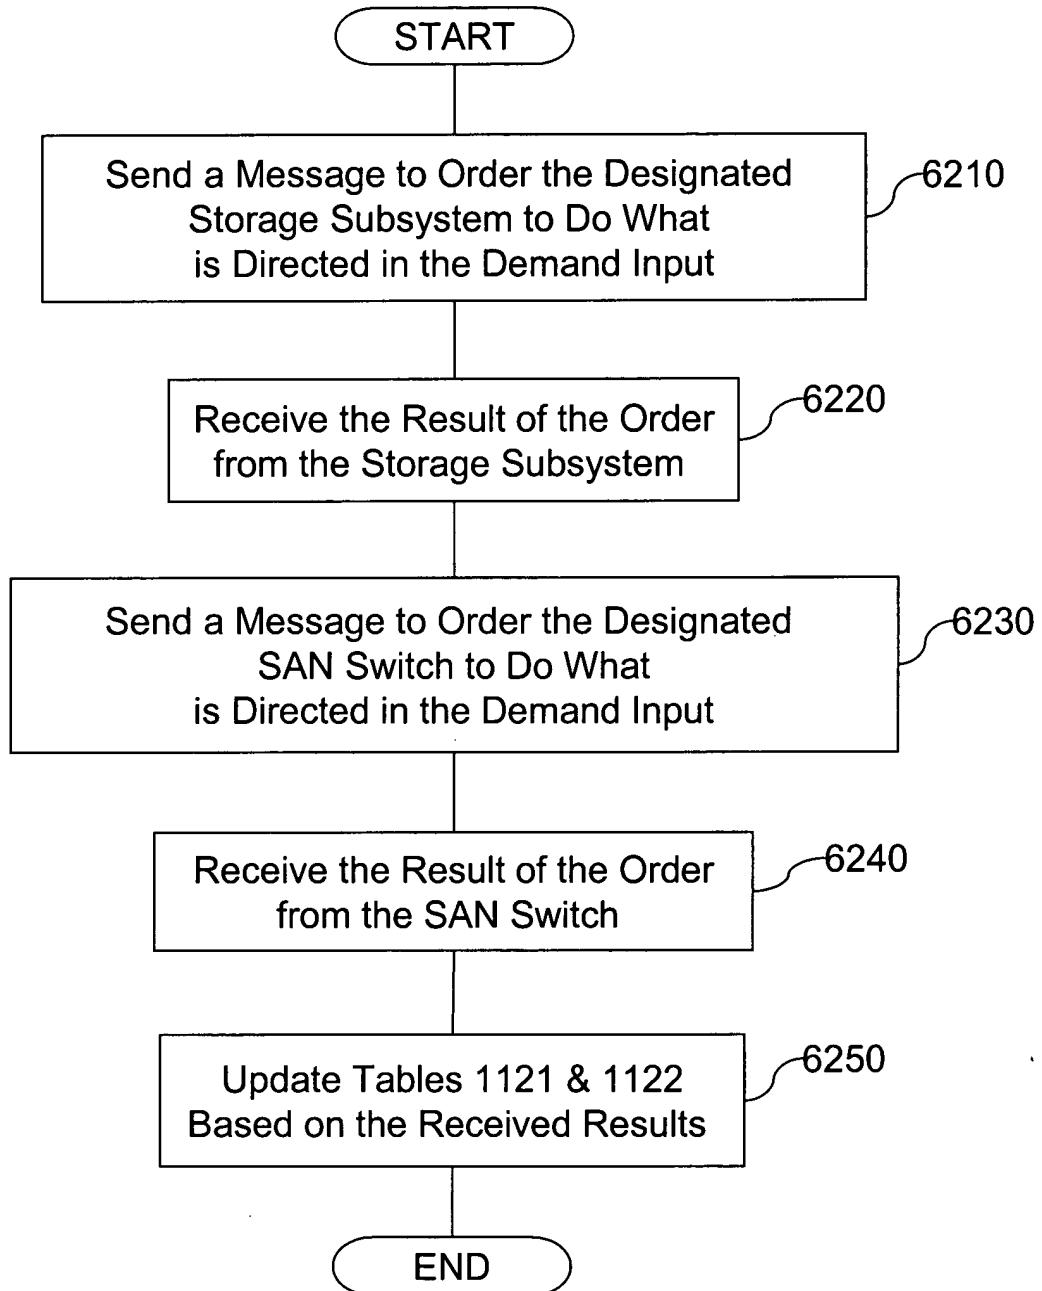 START
Send a Message to Order the Designated
Storage Subsystem to Do What
is Directed in the Demand Input
6210
Receive the Result of the Order
from the Storage Subsystem
6220
Send a Message to Order the Designated
SAN Switch to Do What
is Directed in the Demand Input
6230
Receive the Result of the Order
from the SAN Switch
6240
Update Tables 1121 & 1122
Based on the Received Results
6250
END